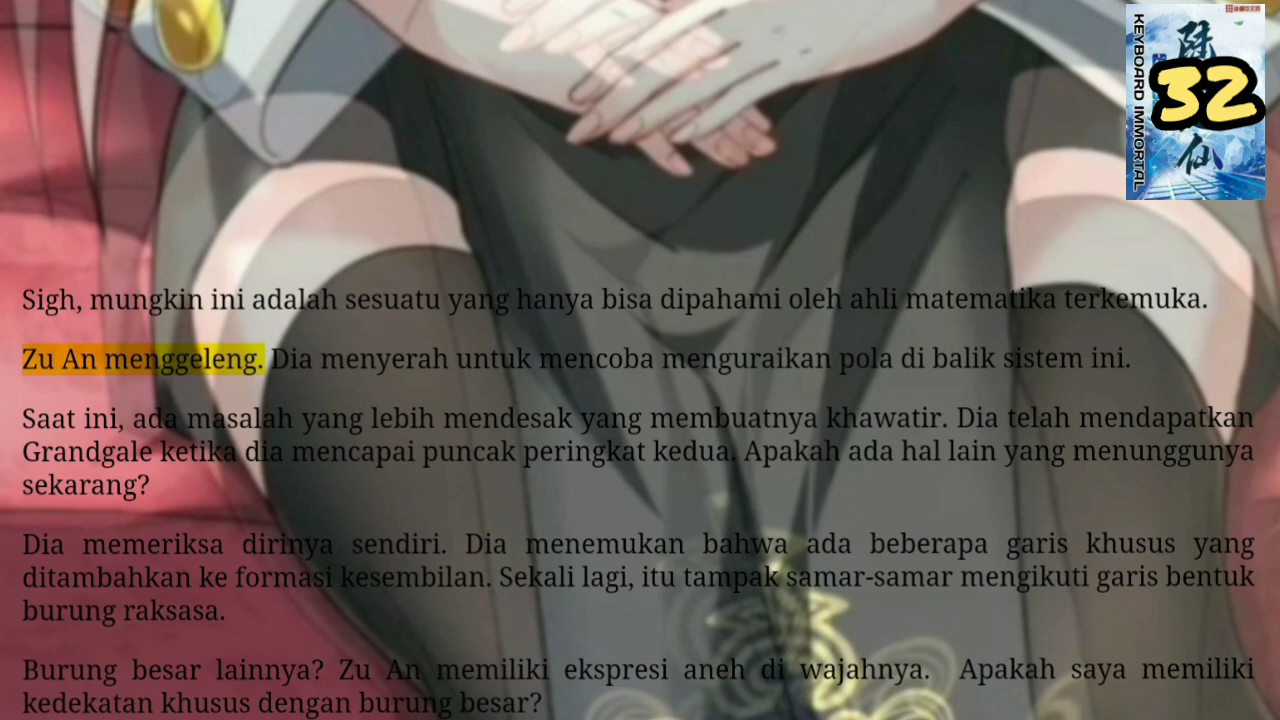 KEYBOARD IMMORTAL
32
仙
Sigh, mungkin ini adalah sesuatu yang hanya bisa dipahami oleh ahli matematika terkemuka.
Zu An menggeleng. Dia menyerah untuk mencoba menguraikan pola di balik sistem ini.
Saat ini, ada masalah yang lebih mendesak yang membuatnya khawatir. Dia telah mendapatkan
Grandgale ketika dia mencapai puncak peringkat kedua. Apakah ada hal lain yang menunggunya
sekarang?
Dia memeriksa dirinya sendiri. Dia menemukan bahwa ada beberapa garis khusus yang
ditambahkan ke formasi kesembilan. Sekali lagi, itu tampak samar-samar mengikuti garis bentuk
burung raksasa.
Burung besar lainnya? Zu An memiliki ekspresi aneh di wajahnya. Apakah saya memiliki
kedekatan khusus dengan burung besar?